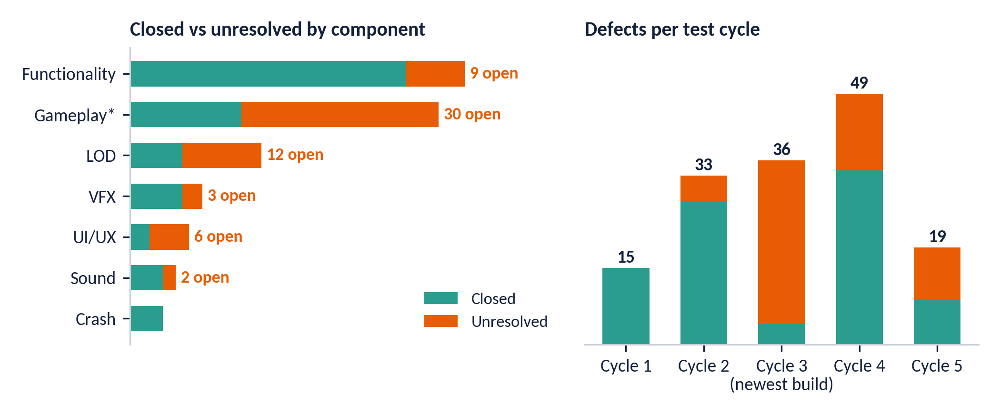 Closed vs unresolved by component
Functionality
9 open
Gameplay*
30 open
LOD
12 open
VFX
3 open
UI/UX
6 open
Sound
2 open
Crash
Closed
Unresolved
Defects per test cycle
15
33
36
49
19
Cycle 1
Cycle 2
Cycle 3
(newest build)
Cycle 4
Cycle 5